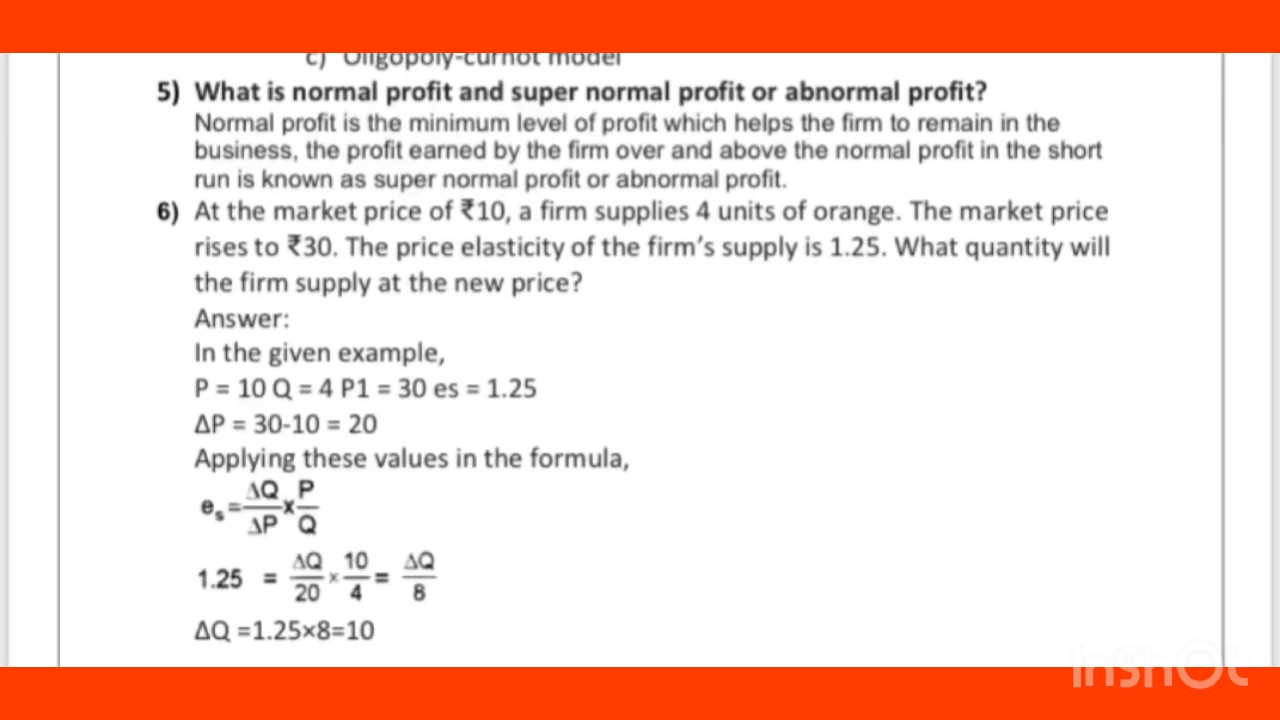 c) Oligopoly-curnot model
5) What is normal profit and super normal profit or abnormal profit?
Normal profit is the minimum level of profit which helps the firm to remain in the
business, the profit earned by the firm over and above the normal profit in the short
run is known as super normal profit or abnormal profit.
6) At the market price of ₹10, a firm supplies 4 units of orange. The market price
rises to ₹30. The price elasticity of the firm's supply is 1.25. What quantity will
the firm supply at the new price?
Answer:
In the given example,
P = 10 Q = 4 P1 = 30 es = 1.25
ΔP = 30-10 = 20
Applying these values in the formula,
eₛ = ΔQ/ΔP x P/Q
1.25 = ΔQ/20 x 10/4 = ΔQ/8
ΔQ =1.25×8=10
InShOt